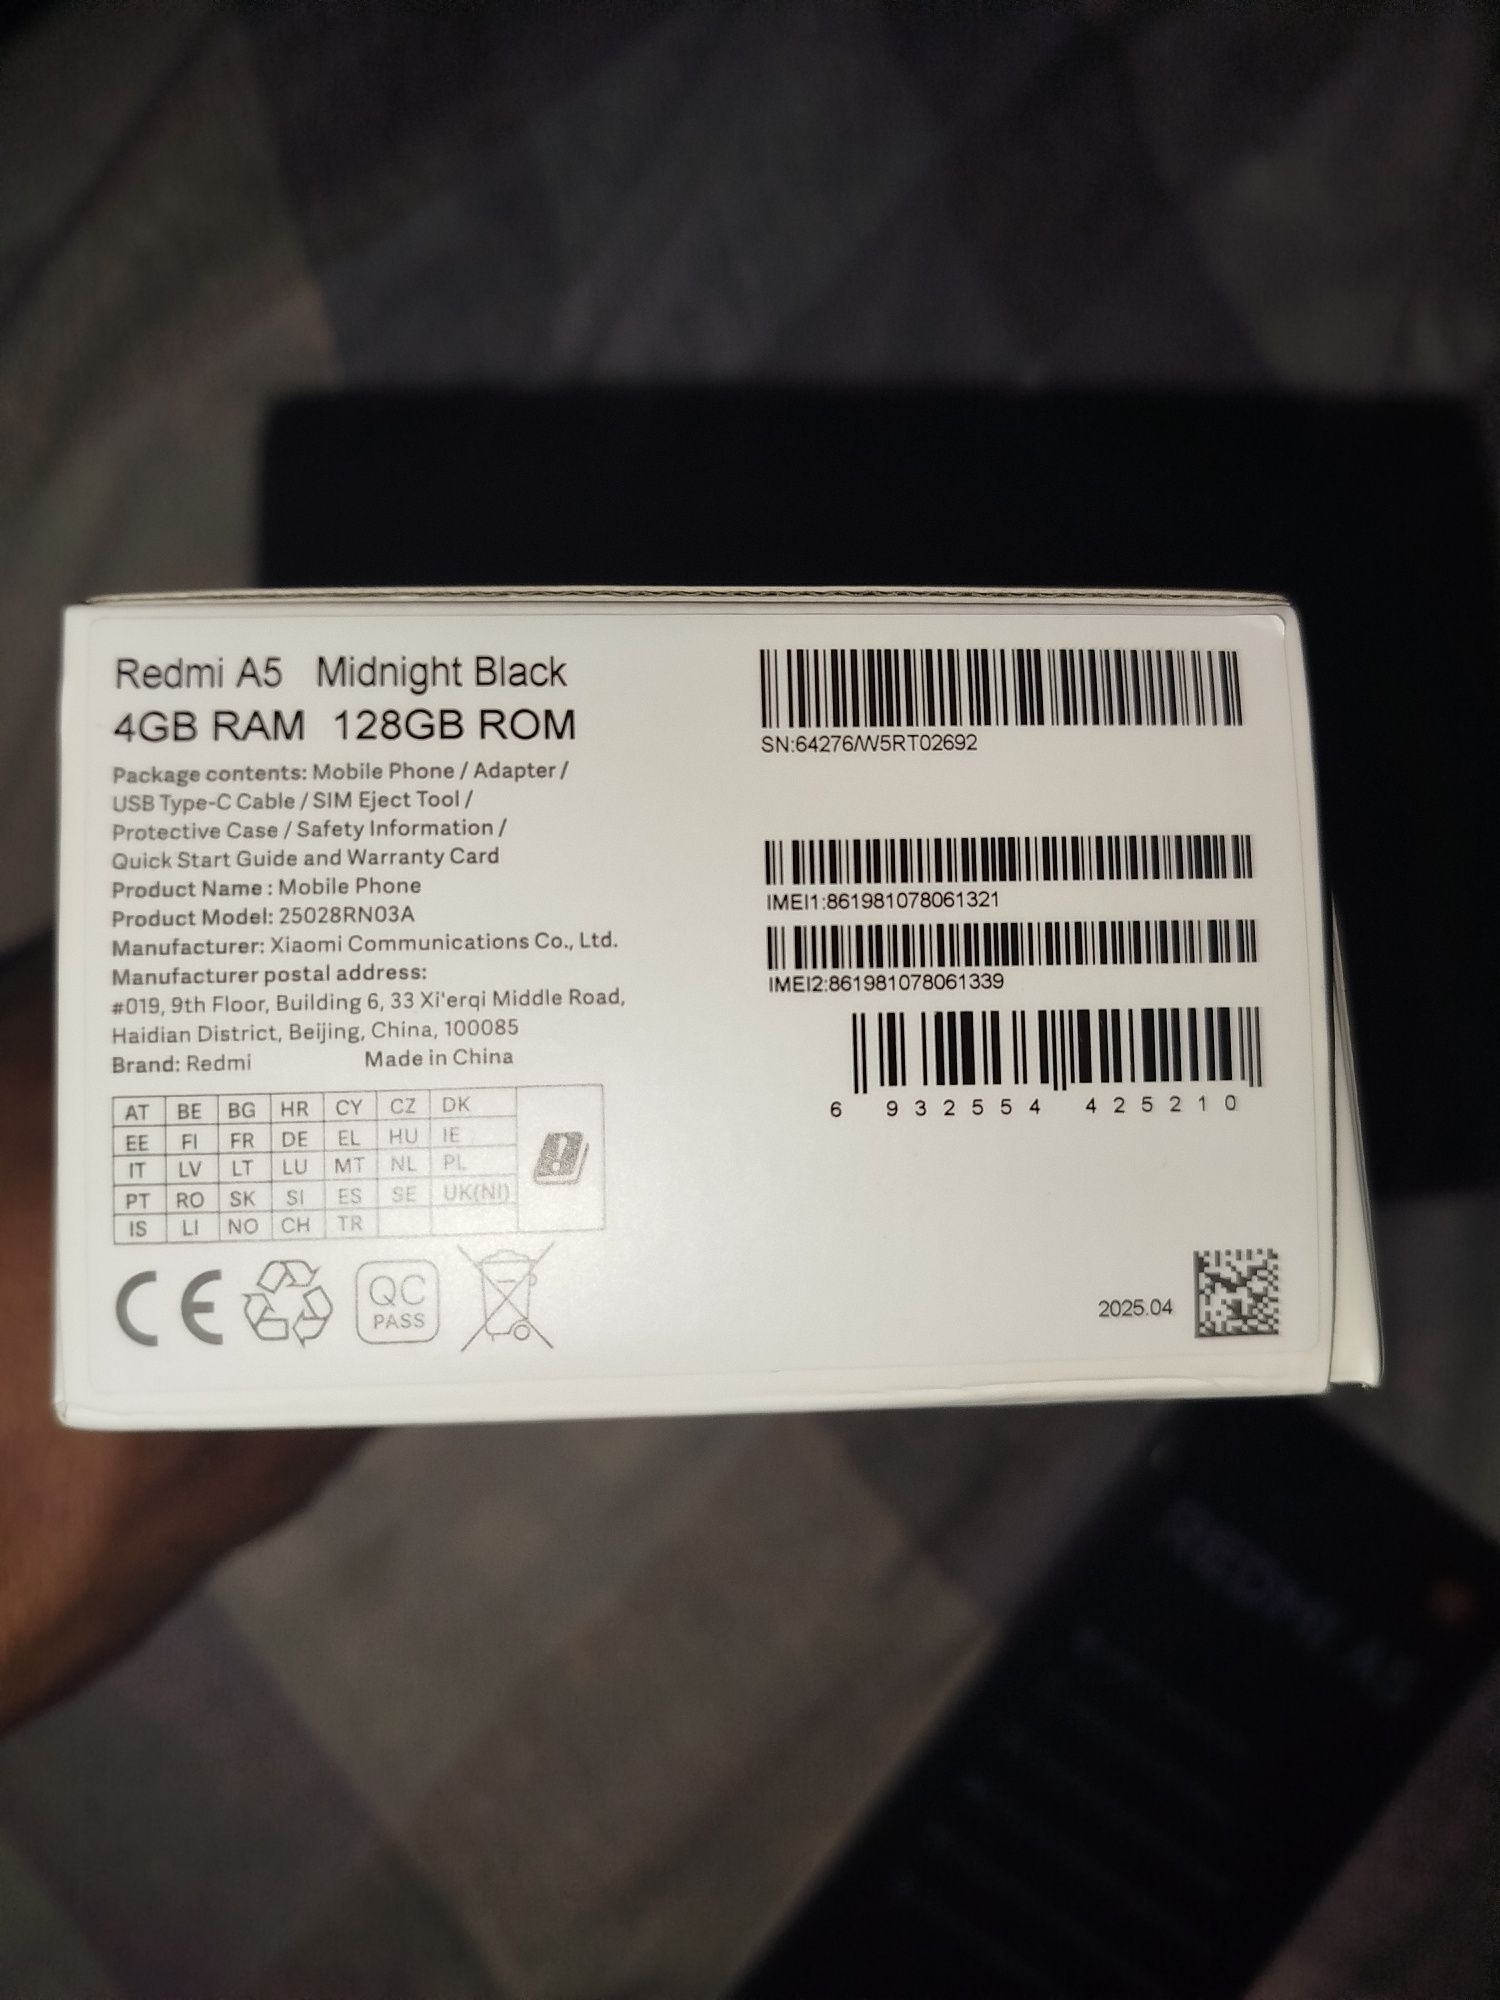 Redmi A5 Midnight Black
4GB RAM 128GB ROM
Package contents: Mobile Phone / Adapter /
USB Type-C Cable / SIM Eject Tool /
Protective Case / Safety Information /
Quick Start Guide and Warranty Card
Product Name : Mobile Phone
Product Model: 25028RN03A
Manufacturer: Xiaomi Communications Co., Ltd.
Manufacturer postal address:
#019, 9th Floor, Building 6, 33 Xi'erqi Middle Road,
Haidian District, Beijing, China, 100085
Brand: Redmi Made in China
AT BE BG HR CY CZ DK
EE FI FR DE EL HU IE
IT LV LT LU MT NL PL
PT RO SK SI ES SE UK(NI)
IS LI NO CH TR
CE
QC
PASS
SN:64276/W5RT02692
IMEI1:861981078061321
IMEI2:861981078061339
6 932554 425210
2025.04
REDMI A5